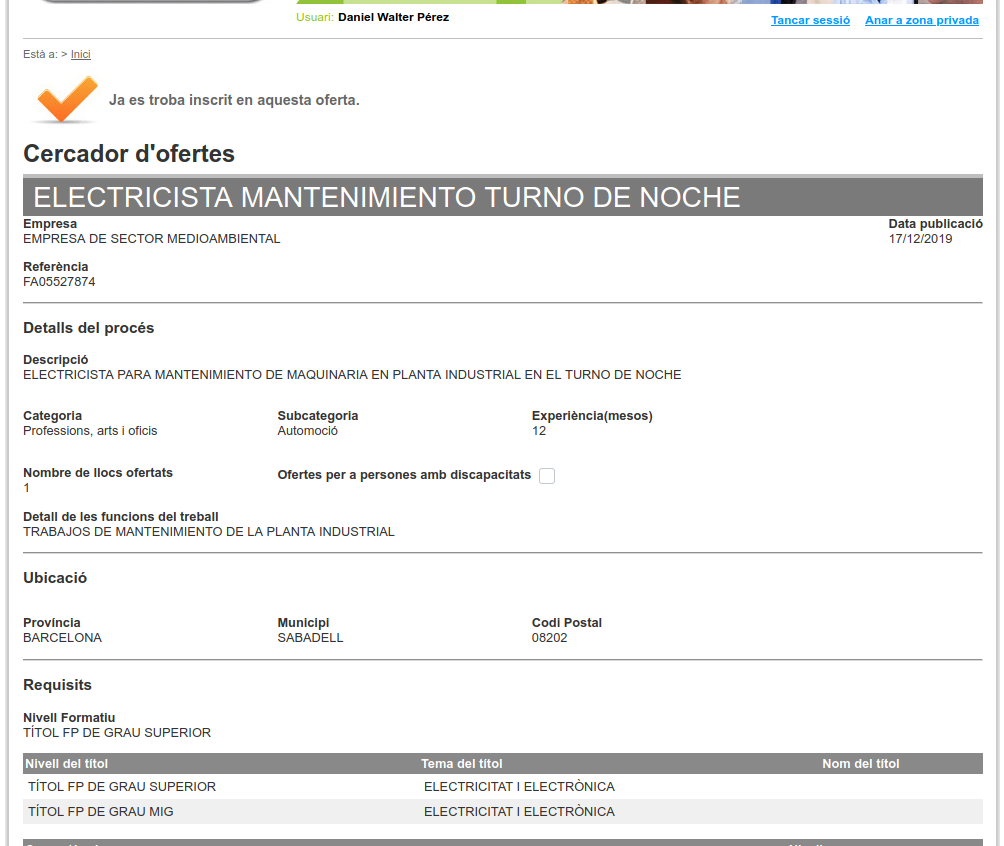 Usuari: Daniel Walter Pérez
Tancar sessió Anar a zona privada
Està a: > Inici
Ja es troba inscrit en aquesta oferta.
Cercador d'ofertes
ELECTRICISTA MANTENIMIENTO TURNO DE NOCHE
Empresa Data publicació
EMPRESA DE SECTOR MEDIOAMBIENTAL 17/12/2019
Referència
FA05527874
Detalls del procés
Descripció
ELECTRICISTA PARA MANTENIMIENTO DE MAQUINARIA EN PLANTA INDUSTRIAL EN EL TURNO DE NOCHE
Categoria Subcategoria Experiència(mesos)
Professions, arts i oficis Automoció 12
Nombre de llocs ofertats Ofertes per a persones amb discapacitats
1
Detall de les funcions del treball
TRABAJOS DE MANTENIMIENTO DE LA PLANTA INDUSTRIAL
Ubicació
Província Municipi Codi Postal
BARCELONA SABADELL 08202
Requisits
Nivell Formatiu
TÍTOL FP DE GRAU SUPERIOR
Nivell del títol Tema del títol Nom del títol
TÍTOL FP DE GRAU SUPERIOR ELECTRICITAT I ELECTRÒNICA
TÍTOL FP DE GRAU MIG ELECTRICITAT I ELECTRÒNICA